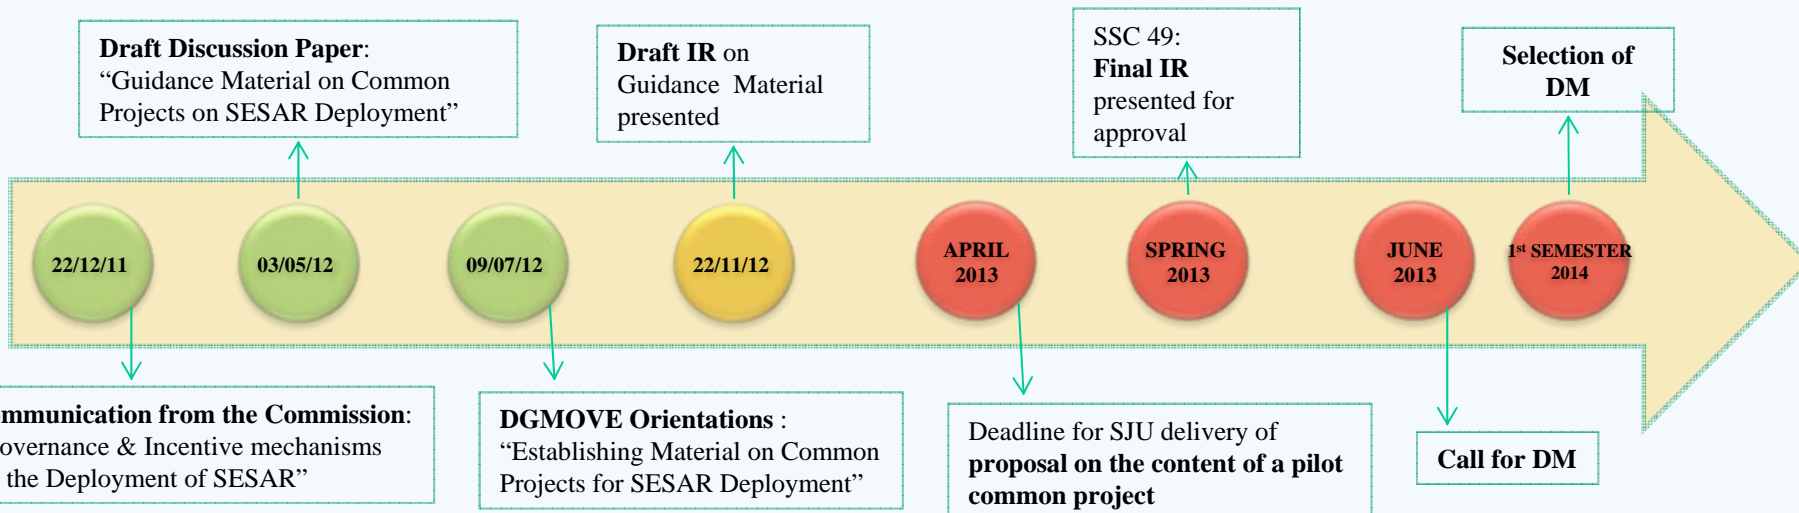 Draft Discussion Paper:
“Guidance Material on Common
Projects on SESAR Deployment”
Draft IR on
Guidance Material
presented
SSC 49:
Final IR
presented for
approval
Selection of
DM
22/12/11
03/05/12
09/07/12
22/11/12
APRIL
2013
SPRING
2013
JUNE
2013
1st SEMESTER
2014
ommunication from the Commission:
overnance & Incentive mechanisms
the Deployment of SESAR”
DGMOVE Orientations :
“Establishing Material on Common
Projects for SESAR Deployment”
Deadline for SJU delivery of
proposal on the content of a pilot
common project
Call for DM